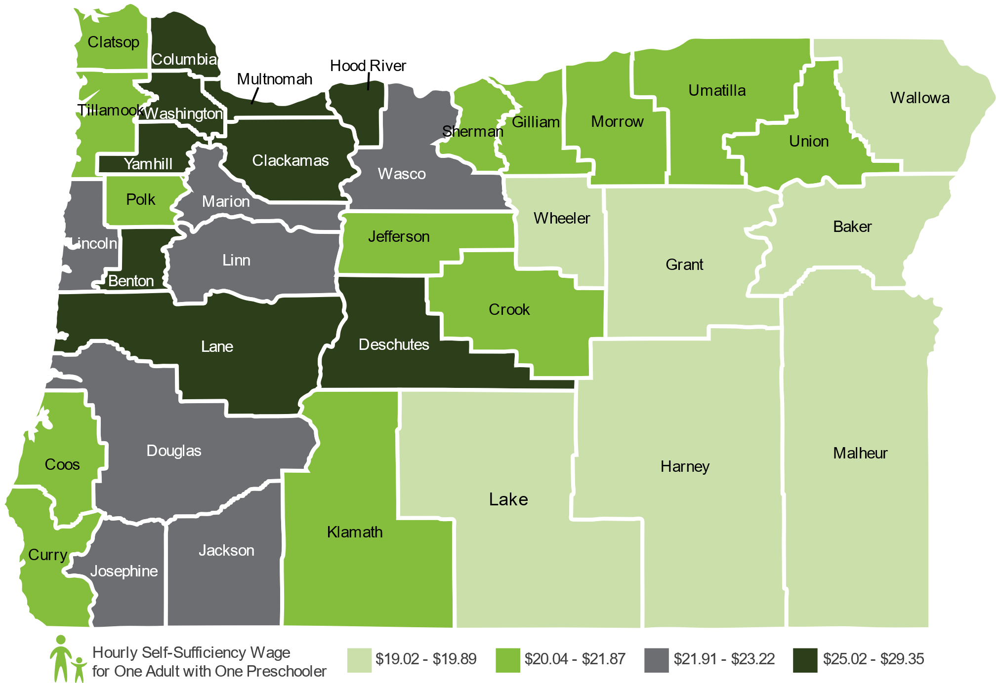 Clatsop
Columbia
Hood River
Multnomah
Umatilla
Wallowa
Tillamook
Washington
Gilliam
Morrow
Sherman
Union
Yamhill
Clackamas
Wasco
Polk
Marion
Wheeler
Baker
Jefferson
Lincoln
Linn
Grant
Benton
Crook
Lane
Deschutes
Douglas
Malheur
Coos
Harney
Lake
Klamath
Jackson
Curry
Josephine
Hourly Self-Sufficiency Wage
for One Adult with One Preschooler
$19.02 - $19.89
$20.04 - $21.87
$21.91 - $23.22
$25.02 - $29.35